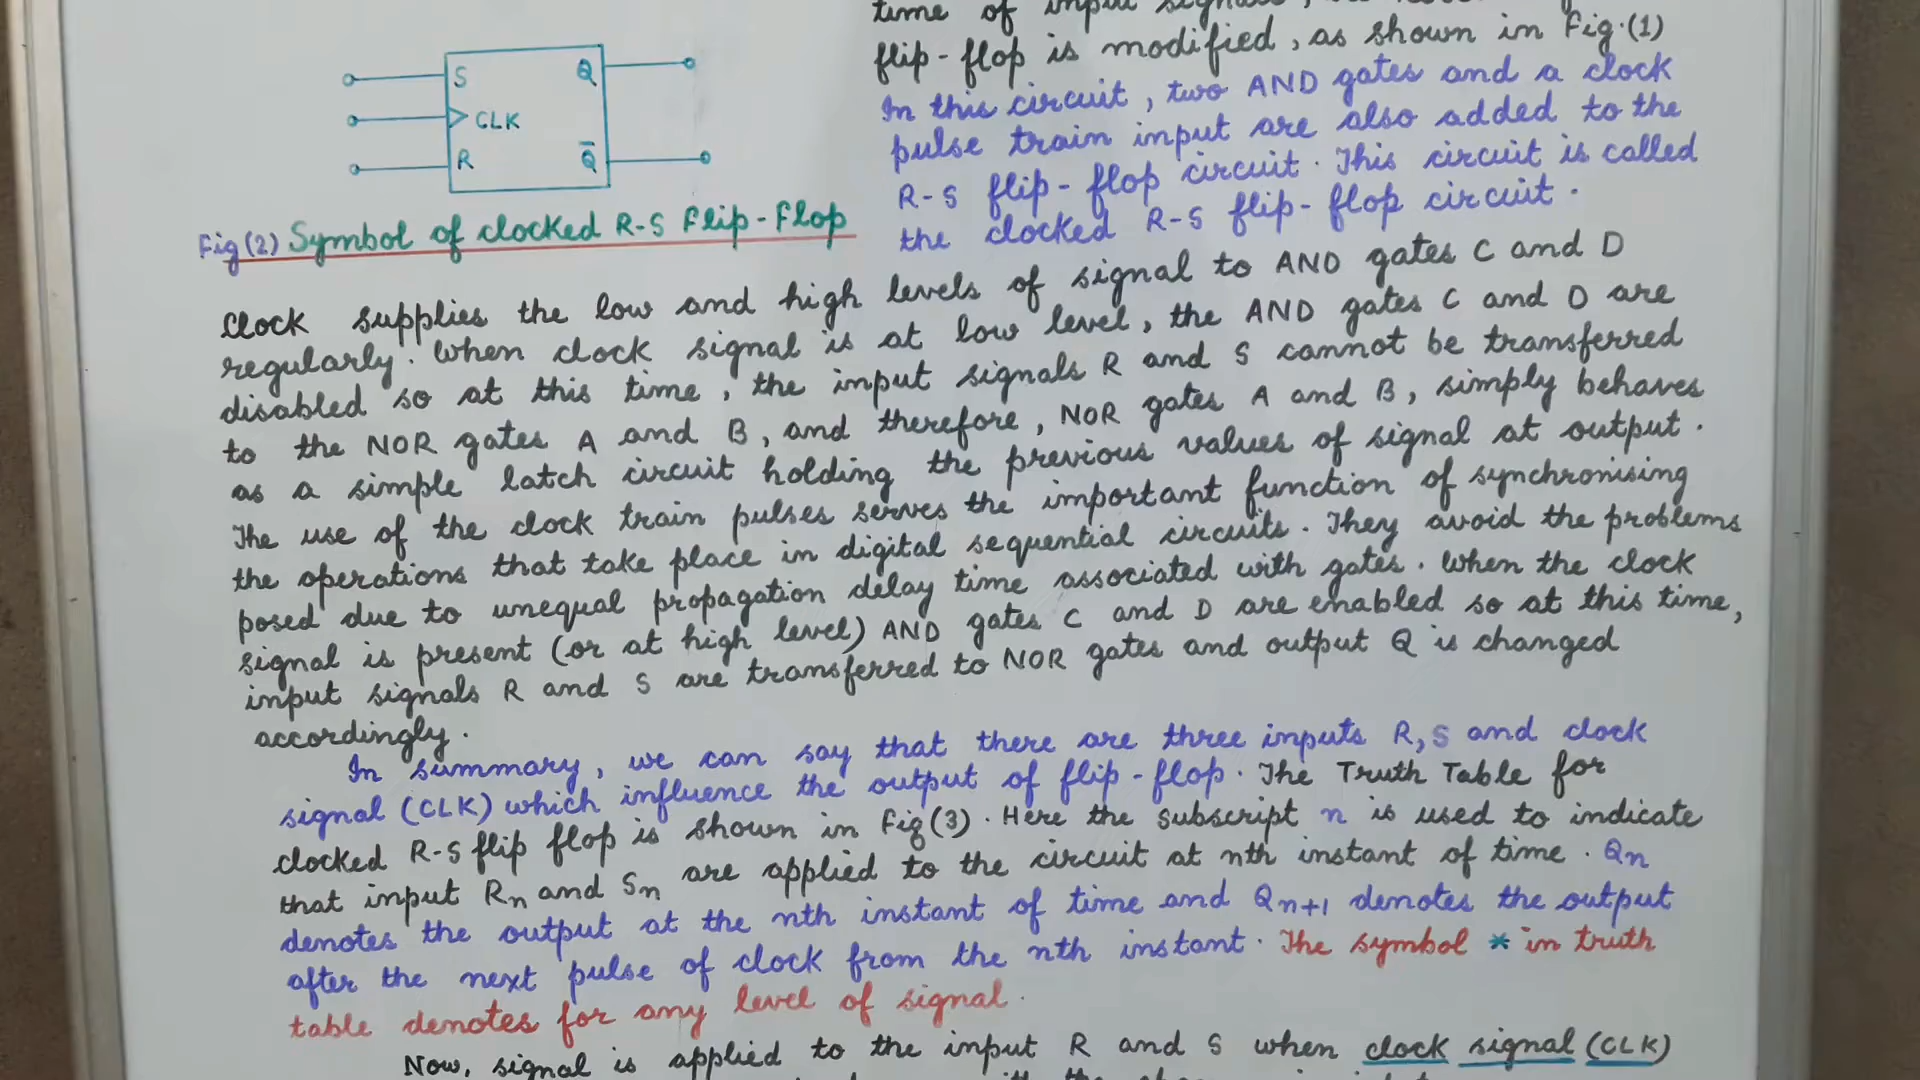 time of input
flip-flop is modified, as shown in Fig.(1)
In this circuit, two AND gates and a clock
pulse train input are also added to the
R-S flip-flop circuit. This circuit is called
the clocked R-S flip-flop circuit.
S Q
CLK
R Q̅
Fig(2) Symbol of clocked R-S Flip-Flop
Clock supplies the low and high levels of signal to AND gates C and D
regularly. When clock signal is at low level, the AND gates C and D are
disabled so at this time, the input signals R and S cannot be transferred
to the NOR gates A and B, and therefore, NOR gates A and B, simply behaves
as a simple latch circuit holding the previous values of signal at output.
The use of the clock train pulses serves the important function of synchronising
the operations that take place in digital sequential circuits. They avoid the problems
posed due to unequal propagation delay time associated with gates. When the clock
signal is present (or at high level) AND gates C and D are enabled so at this time,
input signals R and S are transferred to NOR gates and output Q is changed
accordingly.
In summary, we can say that there are three inputs R, S and clock
signal (CLK) which influence the output of flip-flop. The Truth Table for
clocked R-S flip flop is shown in Fig(3). Here the subscript n is used to indicate
that input Rn and Sn are applied to the circuit at nth instant of time. Qn
denotes the output at the nth instant of time and Qn+1 denotes the output
after the next pulse of clock from the nth instant. The symbol * in truth
table denotes for any level of signal.
Now, signal is applied to the input R and S when clock signal (CLK)